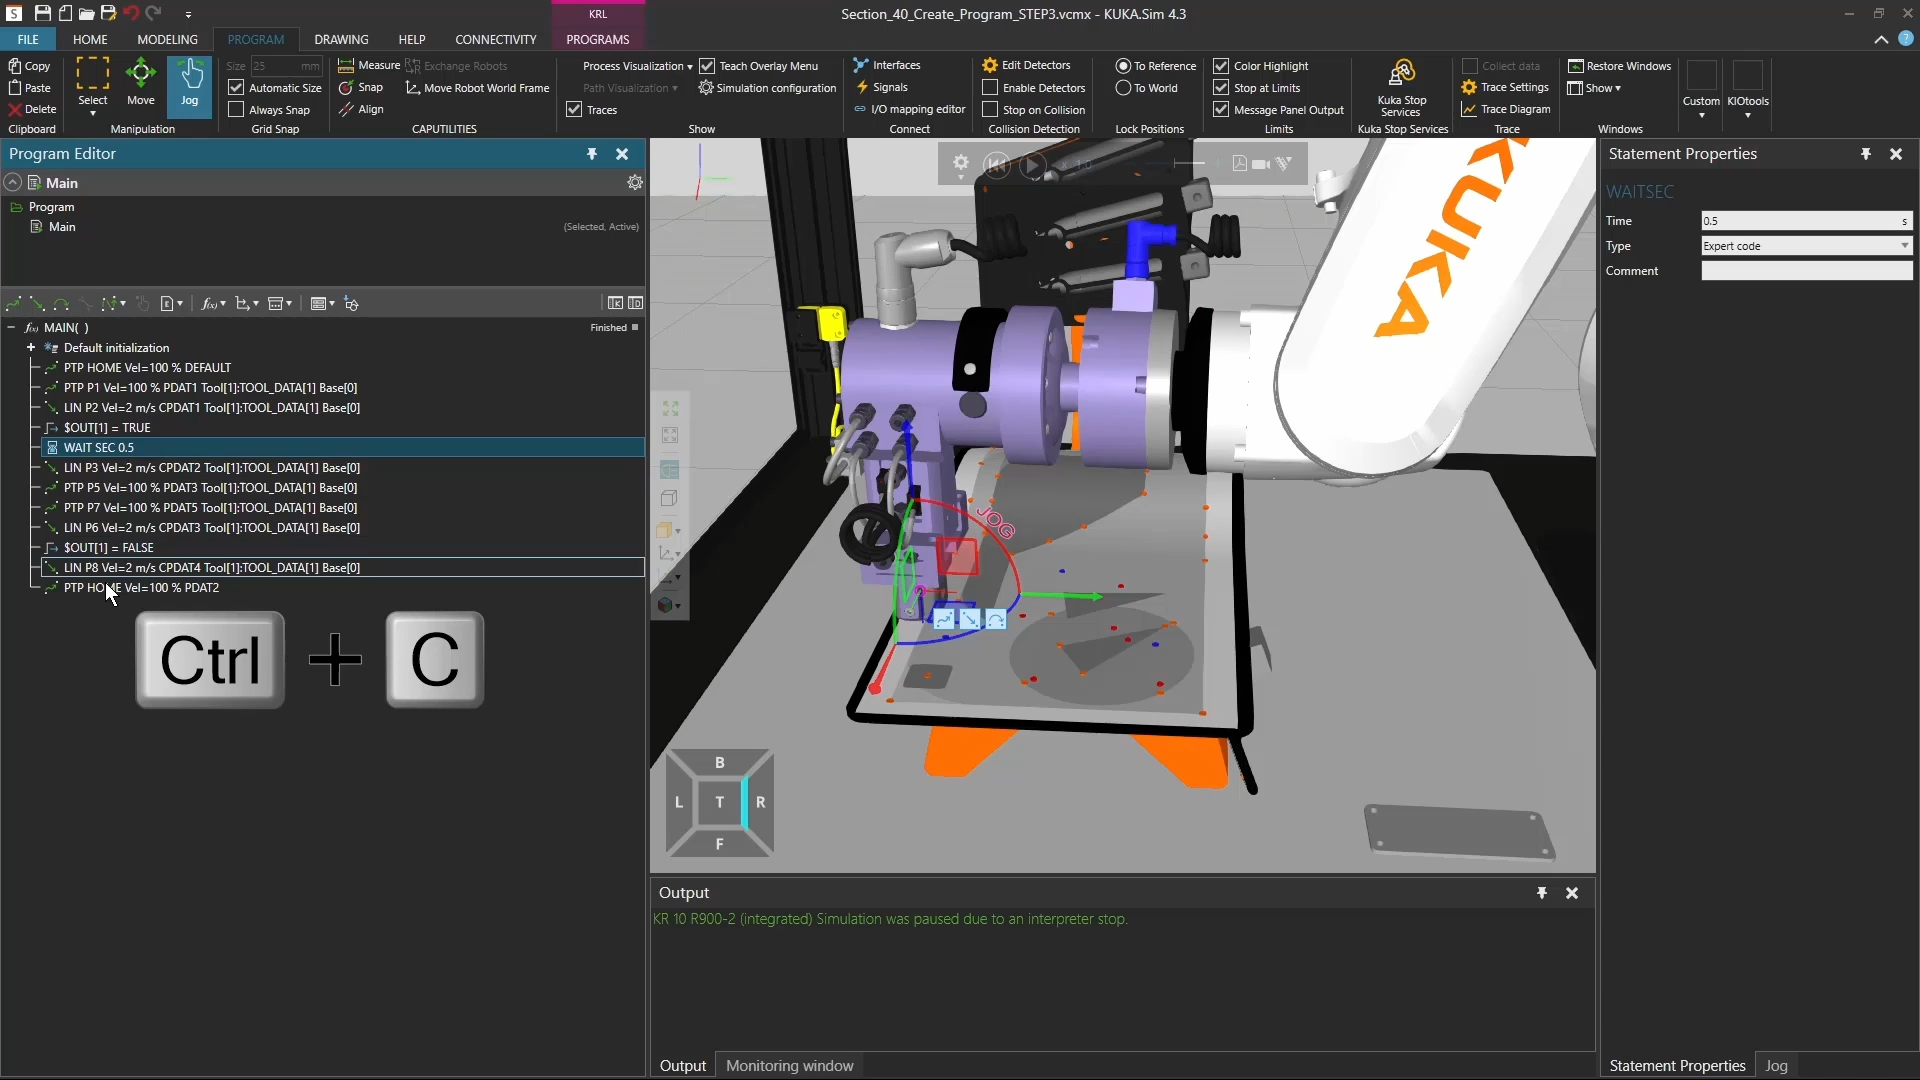 KRL
Section_40_Create_Program_STEP3.vcmx - KUKA.Sim 4.3
FILE HOME MODELING PROGRAM DRAWING HELP CONNECTIVITY PROGRAMS
Copy
Paste
Delete
Clipboard
Select
Move
Jog
Manipulation
Size 25 mm
Automatic Size
Always Snap
Grid Snap
Measure
Snap
Align
Exchange Robots
Move Robot World Frame
CAPUTILITIES
Process Visualization
Path Visualization
Traces
Teach Overlay Menu
Simulation configuration
Show
Interfaces
Signals
I/O mapping editor
Connect
Edit Detectors
Enable Detectors
Stop on Collision
Collision Detection
To Reference
To World
Lock Positions
Color Highlight
Stop at Limits
Message Panel Output
Limits
Kuka Stop
Services
Kuka Stop Services
Collect data
Trace Settings
Trace Diagram
Trace
Restore Windows
Show
Windows
Custom
KIOtools
Program Editor
Main
Program
Main (Selected, Active)
MAIN( ) Finished
Default initialization
PTP HOME Vel=100 % DEFAULT
PTP P1 Vel=100 % PDAT1 Tool[1]:TOOL_DATA[1] Base[0]
LIN P2 Vel=2 m/s CPDAT1 Tool[1]:TOOL_DATA[1] Base[0]
$OUT[1] = TRUE
WAIT SEC 0.5
LIN P3 Vel=2 m/s CPDAT2 Tool[1]:TOOL_DATA[1] Base[0]
PTP P5 Vel=100 % PDAT3 Tool[1]:TOOL_DATA[1] Base[0]
PTP P7 Vel=100 % PDAT5 Tool[1]:TOOL_DATA[1] Base[0]
LIN P6 Vel=2 m/s CPDAT3 Tool[1]:TOOL_DATA[1] Base[0]
$OUT[1] = FALSE
LIN P8 Vel=2 m/s CPDAT4 Tool[1]:TOOL_DATA[1] Base[0]
PTP HOME Vel=100 % PDAT2
Ctrl + C
x 1.0
KUKA
JOG
B
L T R
F
Output
KR 10 R900-2 (integrated) Simulation was paused due to an interpreter stop.
Output Monitoring window
Statement Properties
WAITSEC
Time 0.5 s
Type Expert code
Comment
Statement Properties Jog